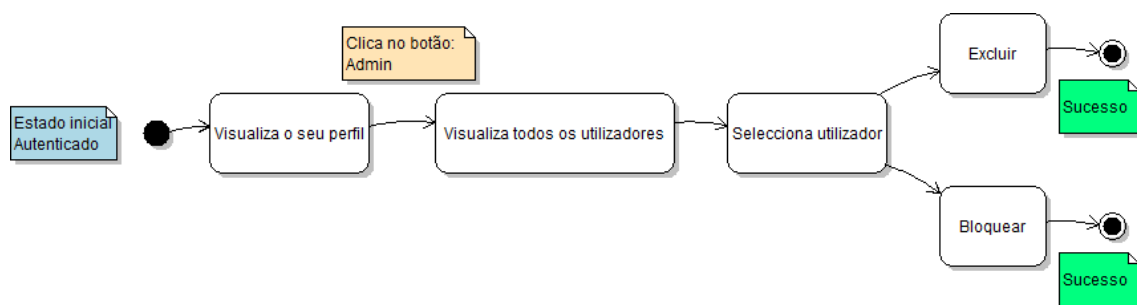 Clica no botão:
Admin
Excluir
Estado inicial
Autenticado
Visualiza o seu perfil
Visualiza todos os utilizadores
Selecciona utilizador
Sucesso
Bloquear
Sucesso